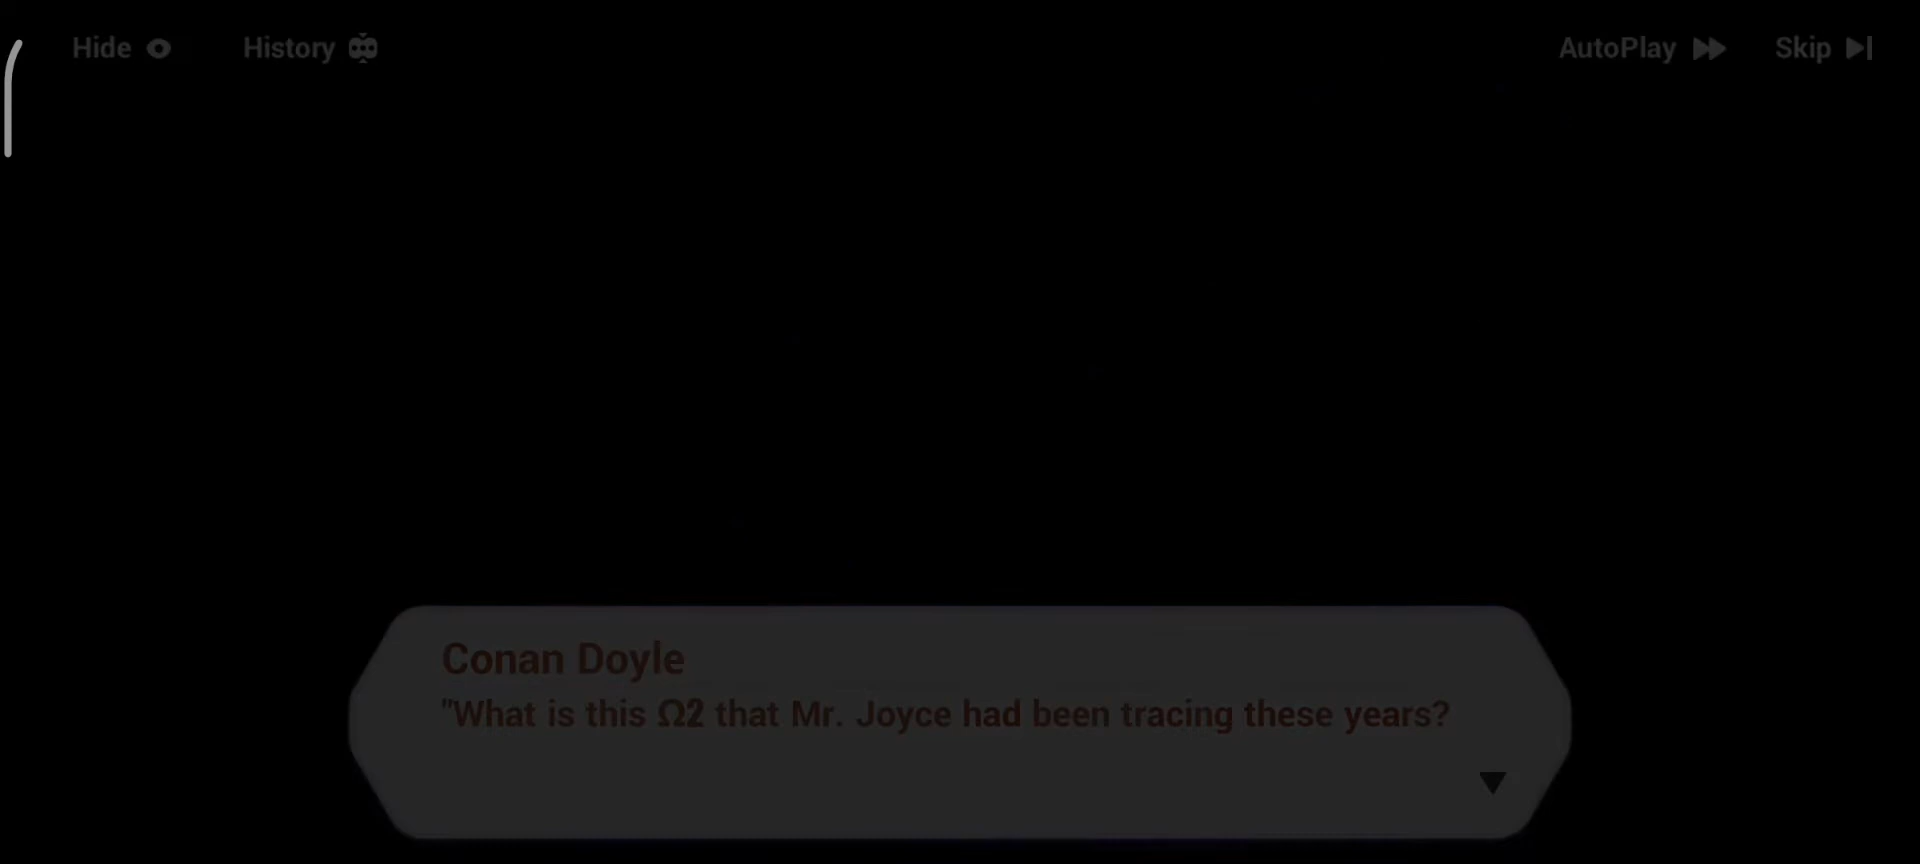 Hide
History
AutoPlay
Skip
Conan Doyle
"What is this Ω2 that Mr. Joyce had been tracing these years?